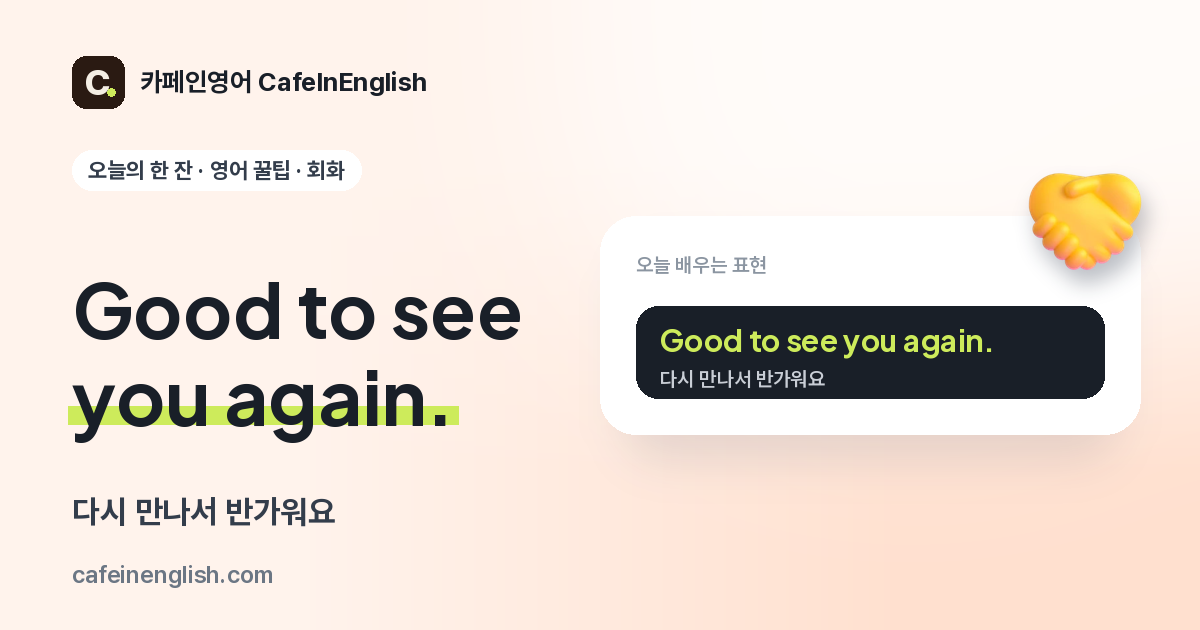 C
카페인영어 CafeInEnglish
오늘의 한 잔 · 영어 꿀팁 · 회화
Good to see
you again.
다시 만나서 반가워요
cafeinenglish.com
오늘 배우는 표현
Good to see you again.
다시 만나서 반가워요